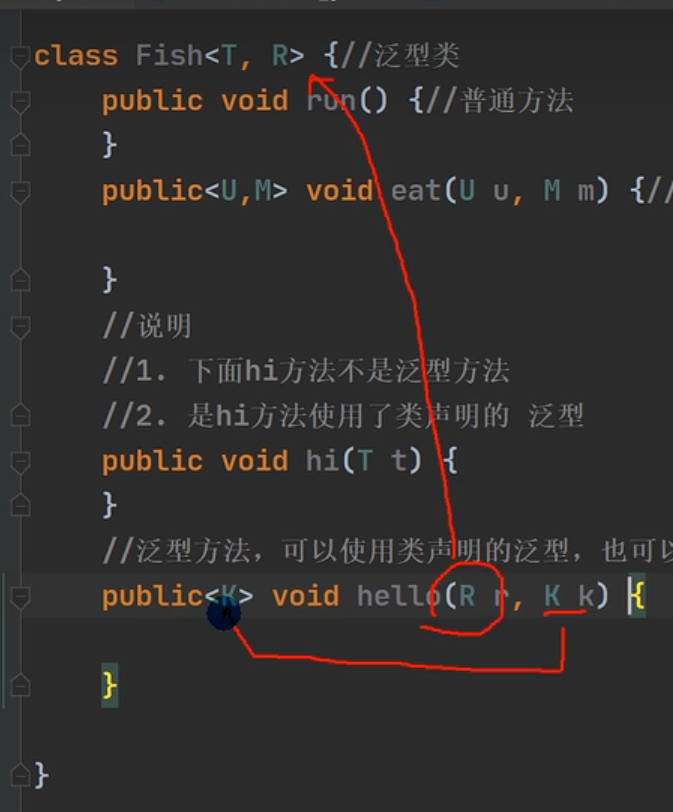 class Fish<T, R> {//泛型类
public void run() {//普通方法
}
public<U,M> void eat(U u, M m) {//
}
//说明
//1. 下面hi方法不是泛型方法
//2. 是hi方法使用了类声明的 泛型
public void hi(T t) {
}
//泛型方法，可以使用类声明的泛型，也可以
public<K> void hello(R r, K k) {
}
}